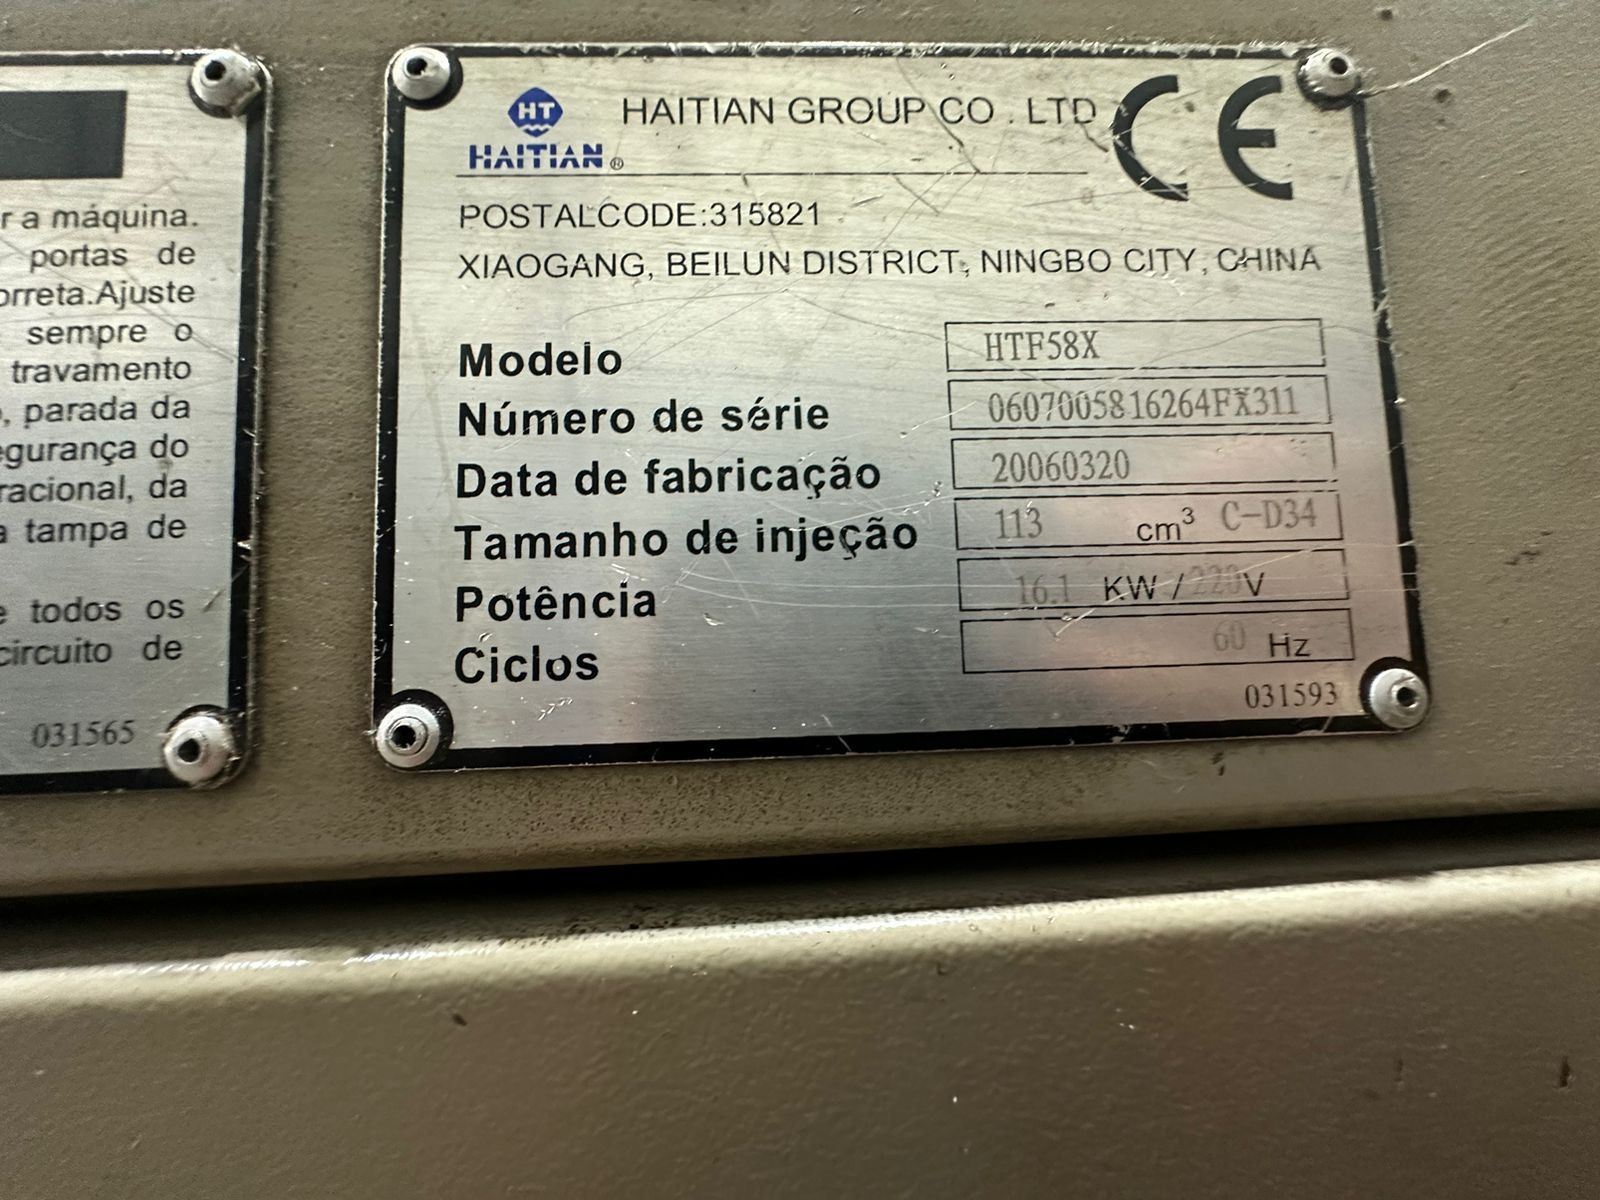 r a máquina.
portas de
orreta.Ajuste
sempre o
travamento
, parada da
egurança do
racional, da
a tampa de
e todos os
circuito de
031565
HT
HAITIAN ®
HAITIAN GROUP CO . LTD
CE
POSTALCODE:315821
XIAOGANG, BEILUN DISTRICT, NINGBO CITY, CHINA
Modelo HTF58X
Número de série 0607005816264FX311
Data de fabricação 20060320
Tamanho de injeção 113 cm³ C-D34
Potência 16.1 KW / 220V
Ciclos 60 Hz
031593